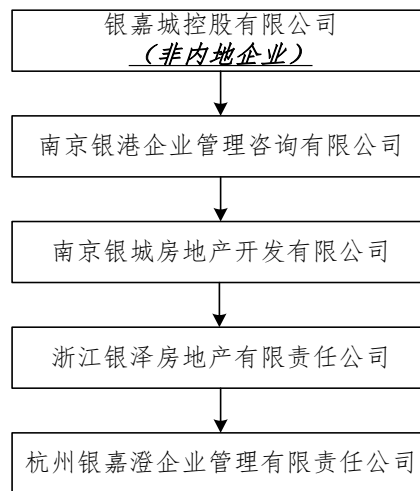 银嘉城控股有限公司
（非内地企业）
南京银港企业管理咨询有限公司
南京银城房地产开发有限公司
浙江银泽房地产有限责任公司
杭州银嘉澄企业管理有限责任公司